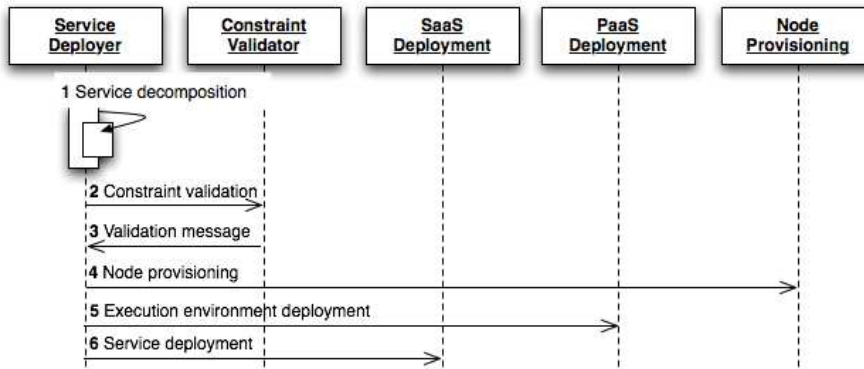 Service
Deployer
Constraint
Validator
SaaS
Deployment
PaaS
Deployment
Node
Provisioning
1 Service decomposition
2 Constraint validation
3 Validation message
4 Node provisioning
5 Execution environment deployment
6 Service deployment